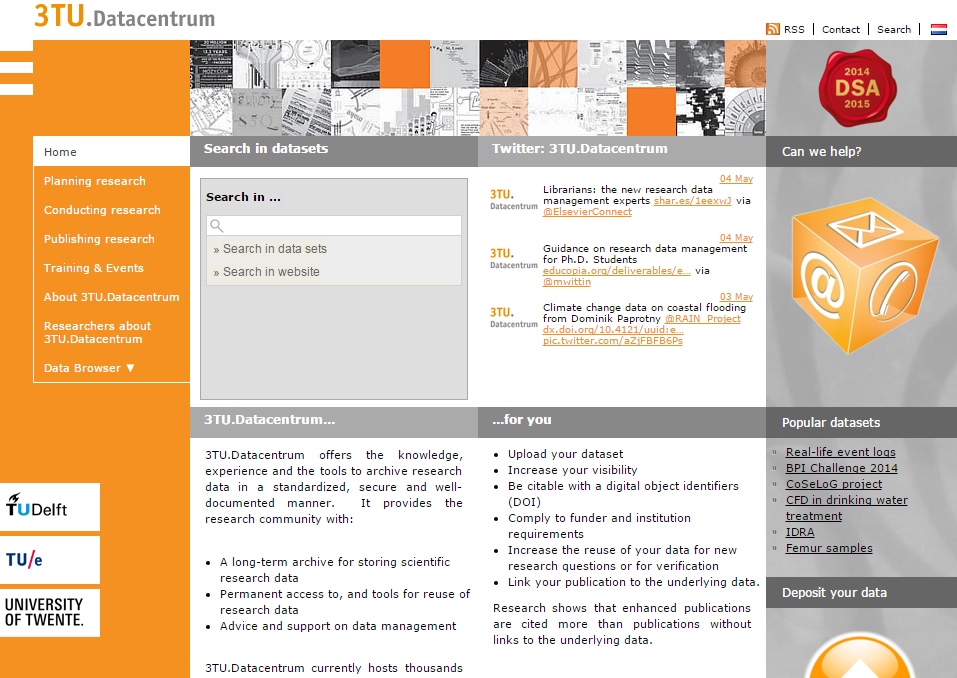 3TU.Datacentrum
RSS
Contact
Search
2014
DSA
2015
Home
Planning research
Conducting research
Publishing research
Training & Events
About 3TU.Datacentrum
Researchers about
3TU.Datacentrum
Data Browser ▼
TUDelft
TU/e
UNIVERSITY
OF TWENTE.
Search in datasets
Search in ...
» Search in data sets
» Search in website
Twitter: 3TU.Datacentrum
04 May
3TU.
Datacentrum
Librarians: the new research data
management experts shar.es/1eexwJ via
@ElsevierConnect
04 May
3TU.
Datacentrum
Guidance on research data management
for Ph.D. Students
educopia.org/deliverables/e… via
@mwittin
03 May
3TU.
Datacentrum
Climate change data on coastal flooding
from Dominik Paprotny @RAIN_Project
dx.doi.org/10.4121/uuid:e…
pic.twitter.com/aZjFBFB6Ps
Can we help?
@
3TU.Datacentrum...
3TU.Datacentrum offers the knowledge,
experience and the tools to archive research
data in a standardized, secure and well-
documented manner. It provides the
research community with:
• A long-term archive for storing scientific
research data
• Permanent access to, and tools for reuse of
research data
• Advice and support on data management
3TU.Datacentrum currently hosts thousands
...for you
• Upload your dataset
• Increase your visibility
• Be citable with a digital object identifiers
(DOI)
• Comply to funder and institution
requirements
• Increase the reuse of your data for new
research questions or for verification
• Link your publication to the underlying data.
Research shows that enhanced publications
are cited more than publications without
links to the underlying data.
Popular datasets
Real-life event logs
BPI Challenge 2014
CoSeLoG project
CFD in drinking water
treatment
IDRA
Femur samples
Deposit your data